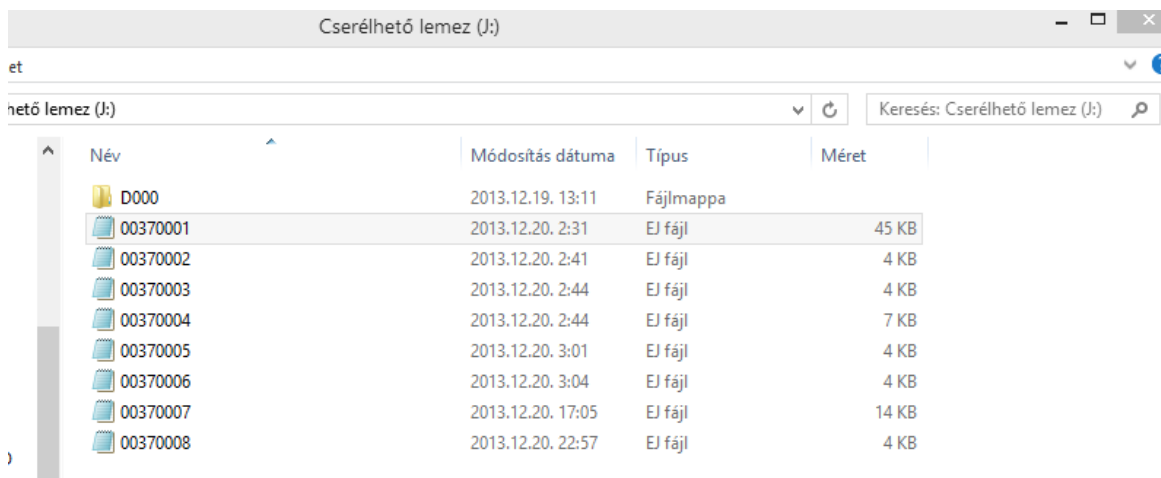 Cserélhető lemez (J:)
et
hető lemez (J:)
Keresés: Cserélhető lemez (J:)
Név Módosítás dátuma Típus Méret
D000 2013.12.19. 13:11 Fájlmappa
00370001 2013.12.20. 2:31 EJ fájl 45 KB
00370002 2013.12.20. 2:41 EJ fájl 4 KB
00370003 2013.12.20. 2:44 EJ fájl 4 KB
00370004 2013.12.20. 2:44 EJ fájl 7 KB
00370005 2013.12.20. 3:01 EJ fájl 4 KB
00370006 2013.12.20. 3:04 EJ fájl 4 KB
00370007 2013.12.20. 17:05 EJ fájl 14 KB
00370008 2013.12.20. 22:57 EJ fájl 4 KB